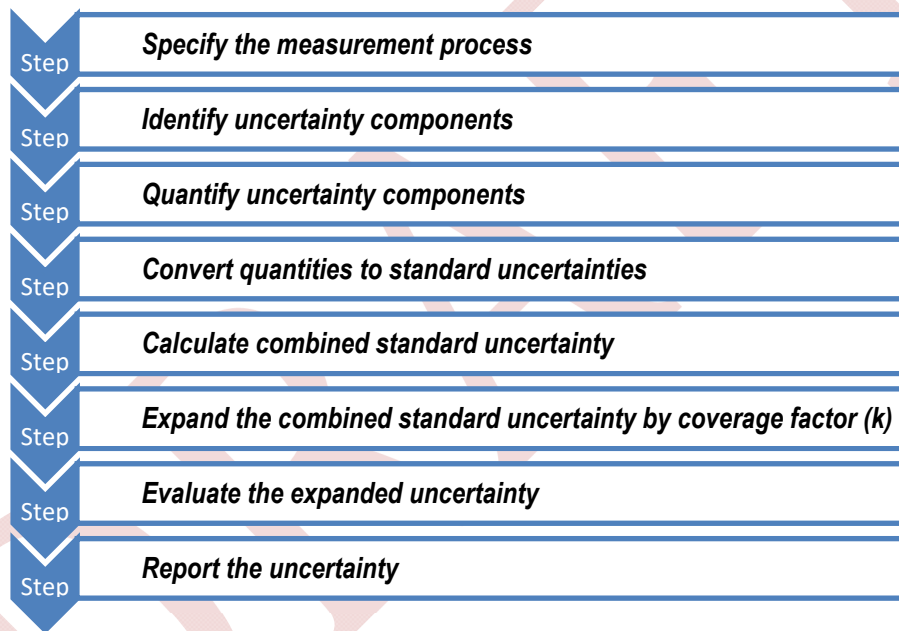 Step
Specify the measurement process
Step
Identify uncertainty components
Step
Quantify uncertainty components
Step
Convert quantities to standard uncertainties
Step
Calculate combined standard uncertainty
Step
Expand the combined standard uncertainty by coverage factor (k)
Step
Evaluate the expanded uncertainty
Step
Report the uncertainty